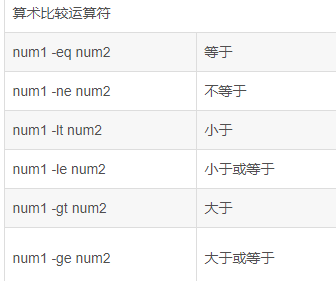 算术比较运算符
num1 -eq num2 等于
num1 -ne num2 不等于
num1 -lt num2 小于
num1 -le num2 小于或等于
num1 -gt num2 大于
num1 -ge num2 大于或等于